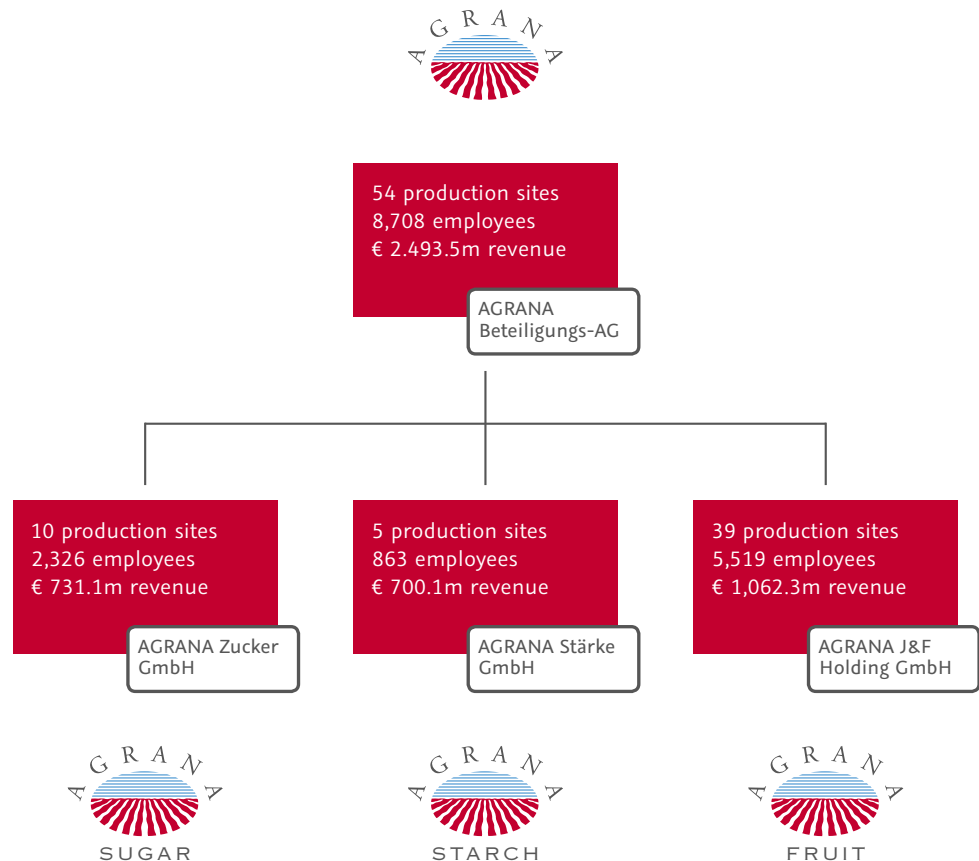 AGRANA
54 production sites
8,708 employees
€ 2.493.5m revenue
AGRANA
Beteiligungs-AG
10 production sites
2,326 employees
€ 731.1m revenue
AGRANA Zucker
GmbH
5 production sites
863 employees
€ 700.1m revenue
AGRANA Stärke
GmbH
39 production sites
5,519 employees
€ 1,062.3m revenue
AGRANA J&F
Holding GmbH
AGRANA
SUGAR
AGRANA
STARCH
AGRANA
FRUIT